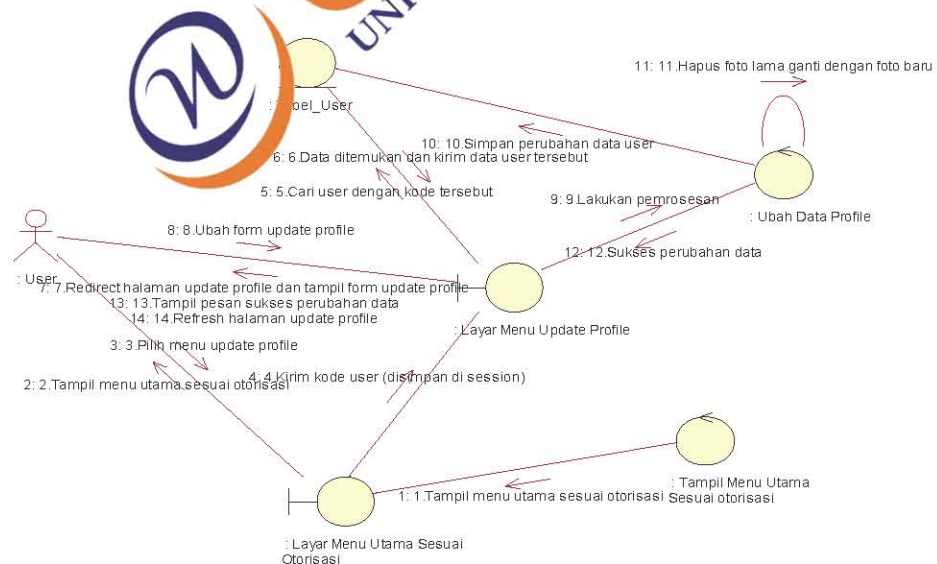 UNI
11: 11.Hapus foto lama ganti dengan foto baru
: Tabel_User
10: 10.Simpan perubahan data user
6: 6.Data ditemukan dan kirim data user tersebut
5: 5.Cari user dengan kode tersebut
9: 9.Lakukan pemrosesan
: Ubah Data Profile
8: 8.Ubah form update profile
12: 12.Sukses perubahan data
: User
7: 7.Redirect halaman update profile dan tampil form update profile
13: 13.Tampil pesan sukses perubahan data
14: 14.Refresh halaman update profile
: Layar Menu Update Profile
3: 3.Pilih menu update profile
4: 4.Kirim kode user (disimpan di session)
2: 2.Tampil menu utama sesuai otorisasi
: Tampil Menu Utama
Sesuai otorisasi
1: 1.Tampil menu utama sesuai otorisasi
: Layar Menu Utama Sesuai
Otorisasi